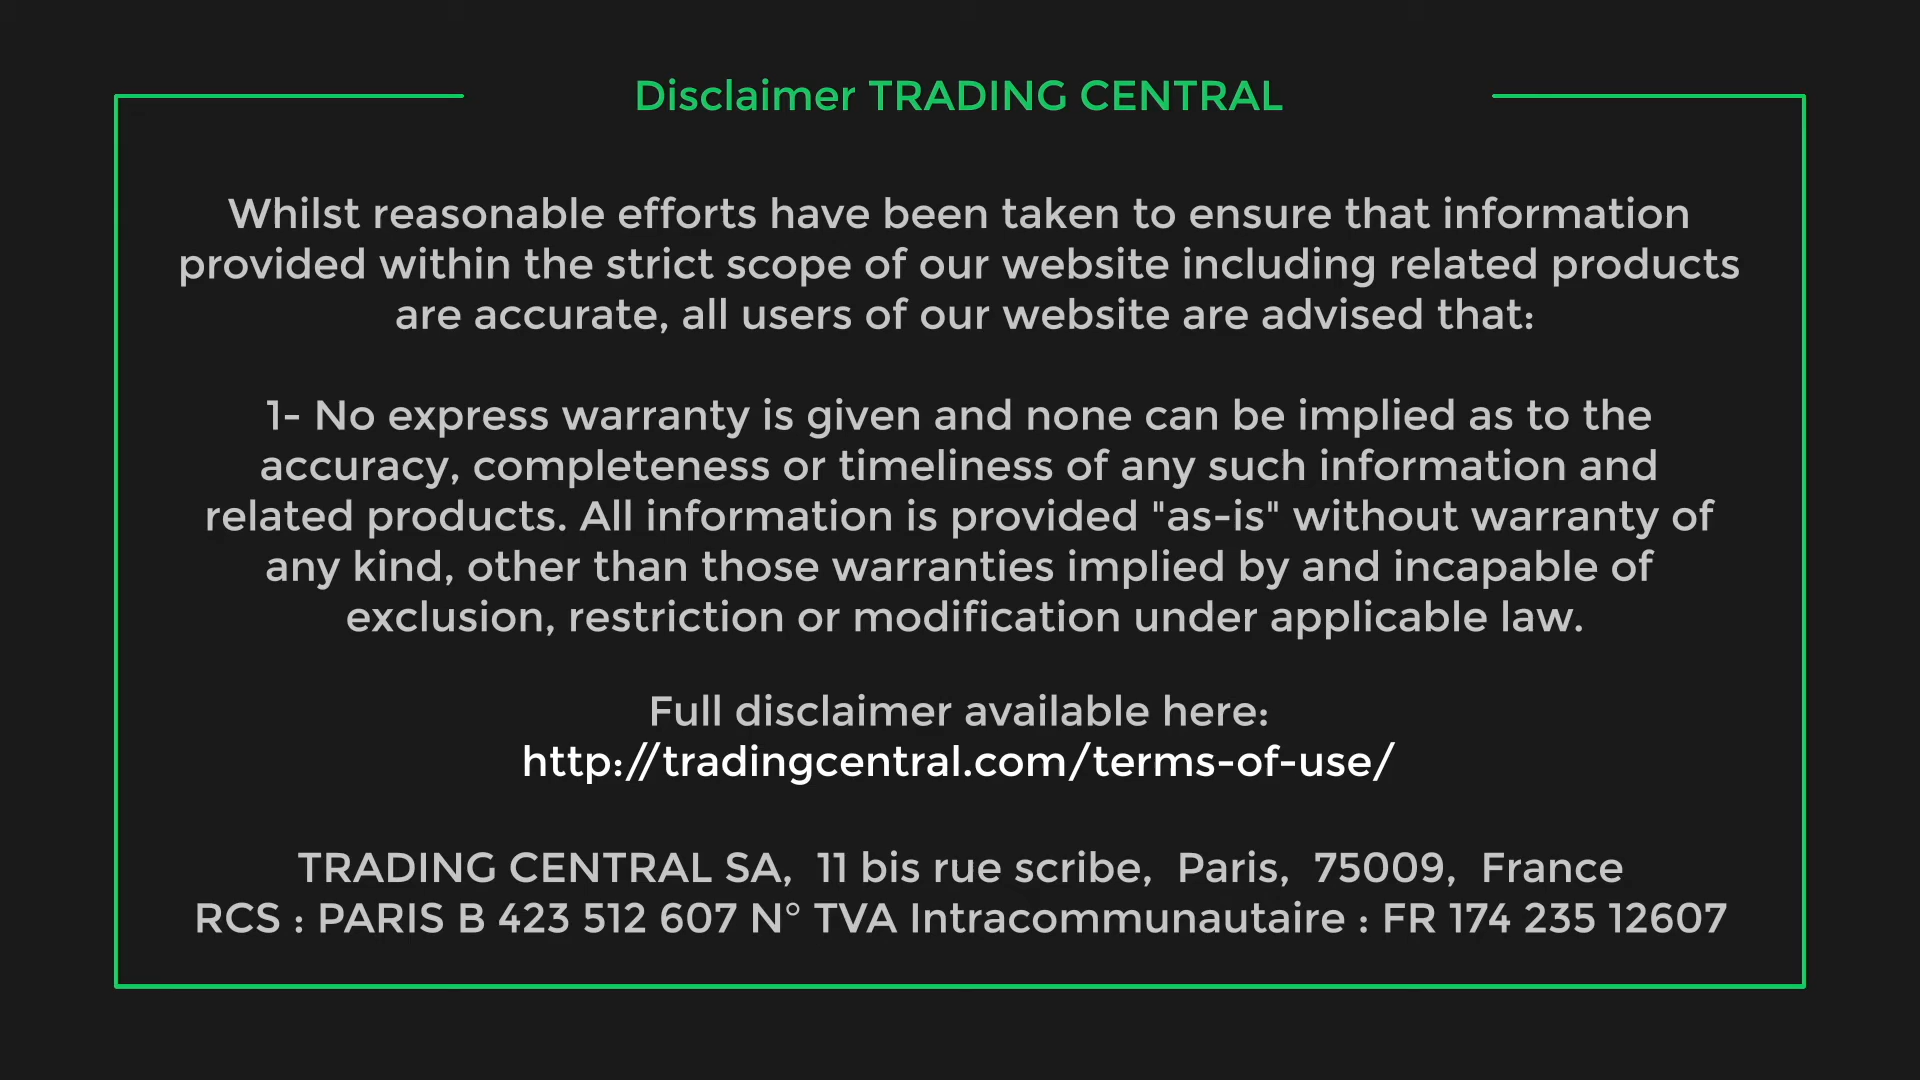 Disclaimer TRADING CENTRAL
Whilst reasonable efforts have been taken to ensure that information
provided within the strict scope of our website including related products
are accurate, all users of our website are advised that:
1- No express warranty is given and none can be implied as to the
accuracy, completeness or timeliness of any such information and
related products. All information is provided "as-is" without warranty of
any kind, other than those warranties implied by and incapable of
exclusion, restriction or modification under applicable law.
Full disclaimer available here:
http://tradingcentral.com/terms-of-use/
TRADING CENTRAL SA, 11 bis rue scribe, Paris, 75009, France
RCS : PARIS B 423 512 607 N° TVA Intracommunautaire : FR 174 235 12607